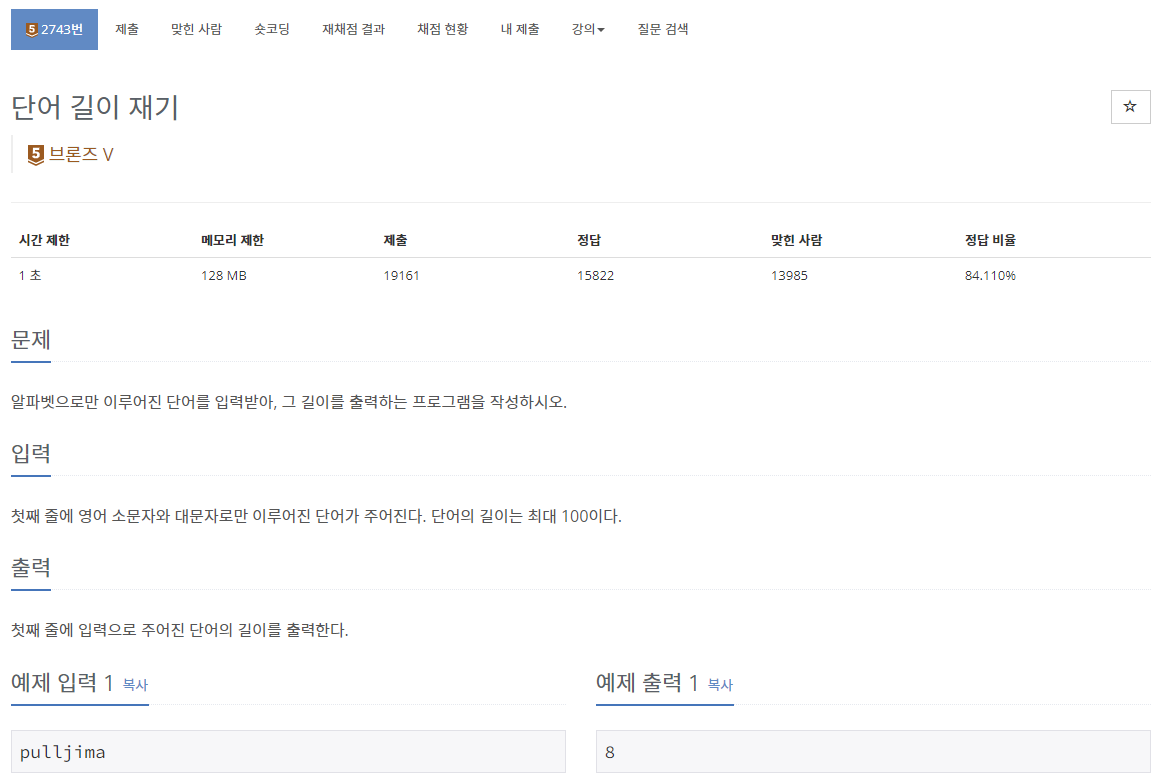 5 2743번 제출 맞힌 사람 숏코딩 재채점 결과 채점 현황 내 제출 강의 질문 검색
단어 길이 재기
5 브론즈 V
시간 제한 메모리 제한 제출 정답 맞힌 사람 정답 비율
1 초 128 MB 19161 15822 13985 84.110%
문제
알파벳으로만 이루어진 단어를 입력받아, 그 길이를 출력하는 프로그램을 작성하시오.
입력
첫째 줄에 영어 소문자와 대문자로만 이루어진 단어가 주어진다. 단어의 길이는 최대 100이다.
출력
첫째 줄에 입력으로 주어진 단어의 길이를 출력한다.
예제 입력 1 복사
pulljima
예제 출력 1 복사
8